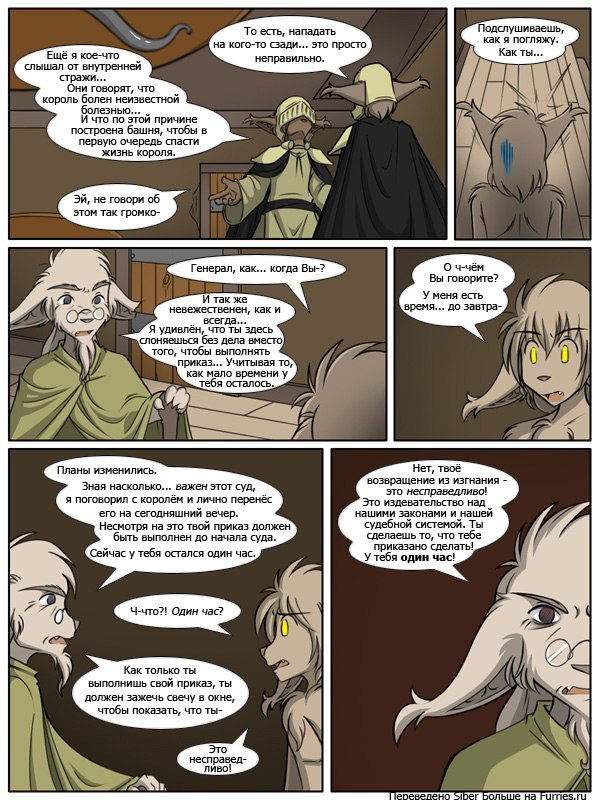 То есть, нападать
на кого-то сзади... это просто
неправильно.
Ещё я кое-что
слышал от внутренней
стражи...
Они говорят, что
король болен неизвестной
болезнью...
И что по этой причине
построена башня, чтобы в
первую очередь спасти
жизнь короля.
Эй, не говори об
этом так громко-
Подслушиваешь,
как я погляжу.
Как ты...
Генерал, как... когда Вы-?
И так же
невежественен, как и
всегда...
Я удивлён, что ты здесь
слоняешься без дела вместо
того, чтобы выполнять
приказ... Учитывая то,
как мало времени у
тебя осталось.
О ч-чём
Вы говорите?
У меня есть
время... до завтра-
Планы изменились.
Зная насколько... важен этот суд,
я поговорил с королём и лично перенёс
его на сегодняшний вечер.
Несмотря на это твой приказ должен
быть выполнен до начала суда.
Сейчас у тебя остался один час.
Ч-что?! Один час?
Как только ты
выполнишь свой приказ, ты
должен зажечь свечу в окне,
чтобы показать, что ты-
Это
несправед-
ливо!
Нет, твоё
возвращение из изгнания -
это несправедливо!
Это издевательство над
нашими законами и нашей
судебной системой. Ты
сделаешь то, что тебе
приказано сделать!
У тебя один час!
Переведено Siber Больше на Furries.ru